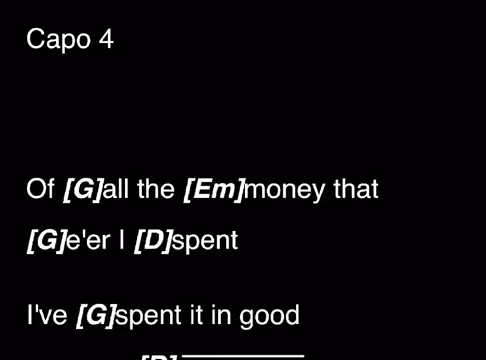 Capo 4
Of [G]all the [Em]money that
[G]e'er I [D]spent
I've [G]spent it in good
[D]